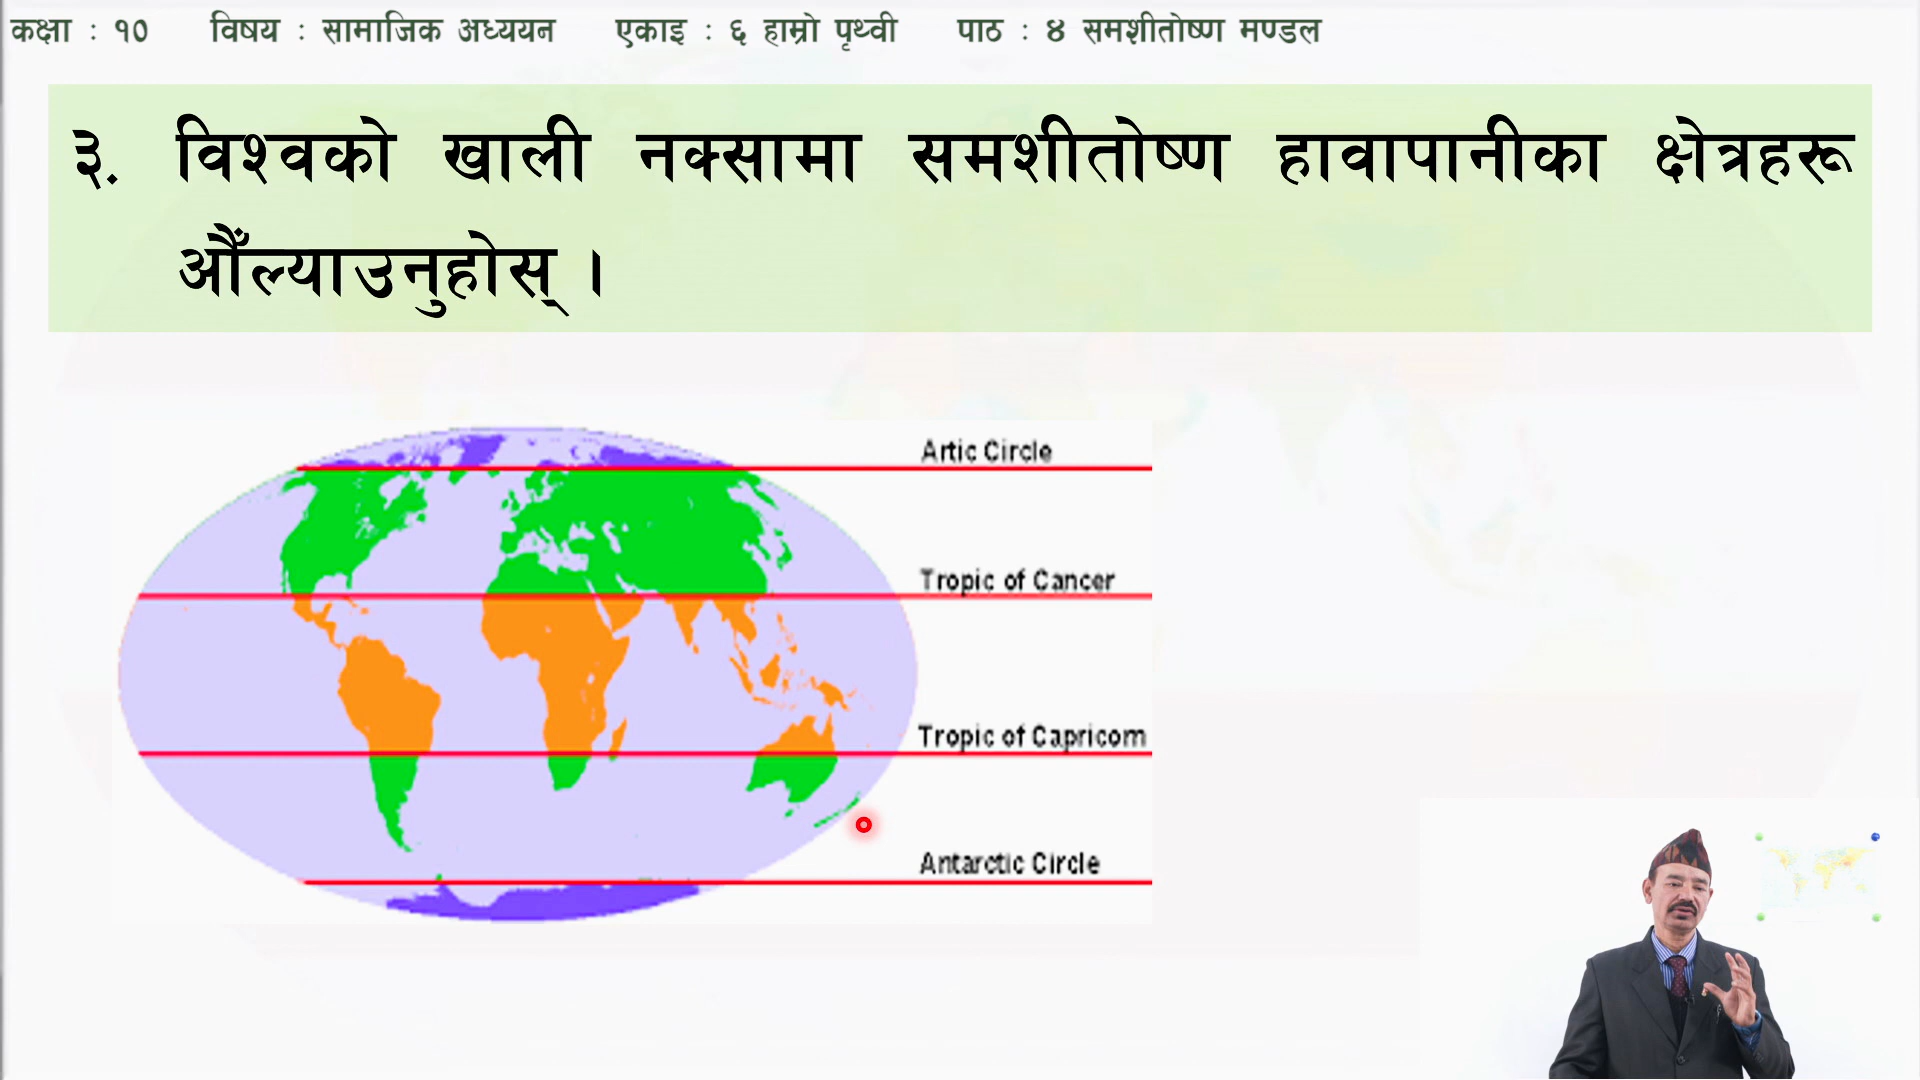 कक्षा : १० विषय : सामाजिक अध्ययन एकाइ : ६ हाम्रो पृथ्वी पाठ : ४ समशीतोष्ण मण्डल
३. विश्वको खाली नक्सामा समशीतोष्ण हावापानीका क्षेत्रहरू
औँल्याउनुहोस् ।
Artic Circle
Tropic of Cancer
Tropic of Capricorn
Antarctic Circle